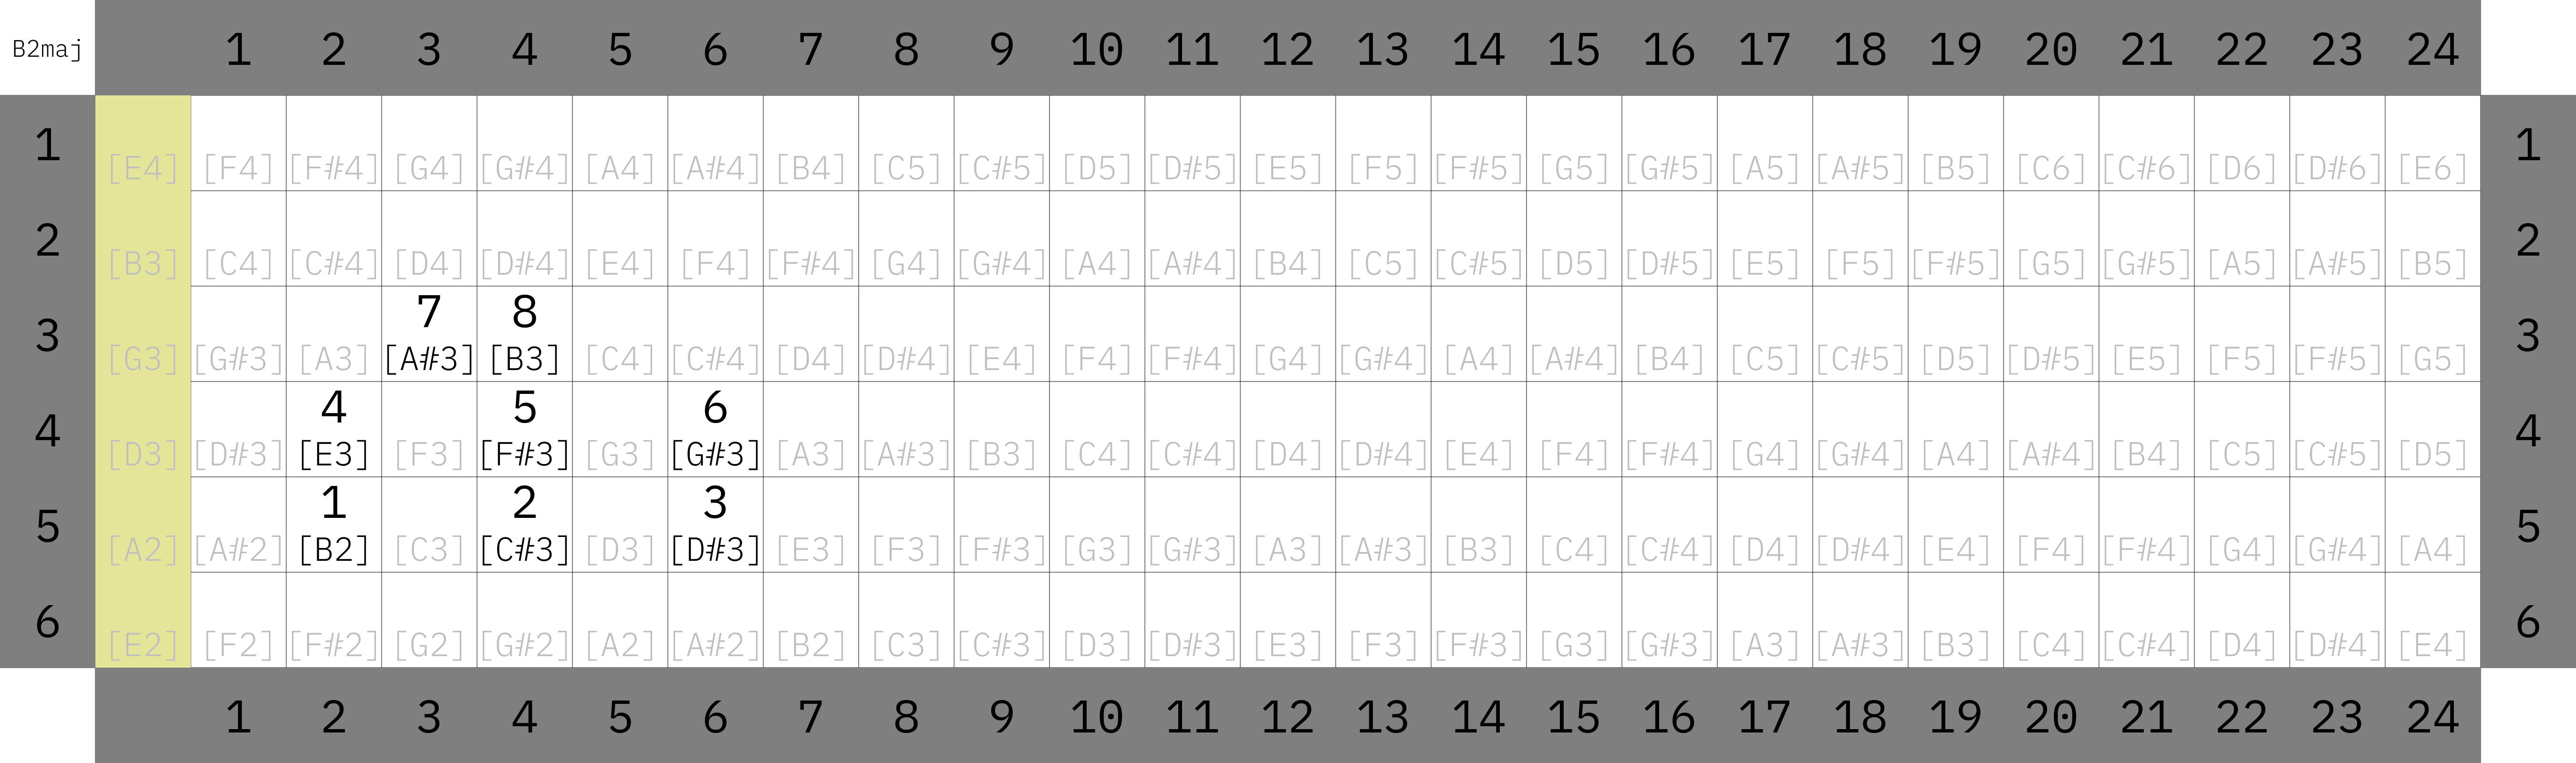 B2maj 1 2 3 4 5 6 7 8 9 10 11 12 13 14 15 16 17 18 19 20 21 22 23 24
1 [E4] [F4] [F#4] [G4] [G#4] [A4] [A#4] [B4] [C5] [C#5] [D5] [D#5] [E5] [F5] [F#5] [G5] [G#5] [A5] [A#5] [B5] [C6] [C#6] [D6] [D#6] [E6] 1
2 [B3] [C4] [C#4] [D4] [D#4] [E4] [F4] [F#4] [G4] [G#4] [A4] [A#4] [B4] [C5] [C#5] [D5] [D#5] [E5] [F5] [F#5] [G5] [G#5] [A5] [A#5] [B5] 2
7 8
3 [G3] [G#3] [A3] [A#3] [B3] [C4] [C#4] [D4] [D#4] [E4] [F4] [F#4] [G4] [G#4] [A4] [A#4] [B4] [C5] [C#5] [D5] [D#5] [E5] [F5] [F#5] [G5] 3
4 5 6
4 [D3] [D#3] [E3] [F3] [F#3] [G3] [G#3] [A3] [A#3] [B3] [C4] [C#4] [D4] [D#4] [E4] [F4] [F#4] [G4] [G#4] [A4] [A#4] [B4] [C5] [C#5] [D5] 4
1 2 3
5 [A2] [A#2] [B2] [C3] [C#3] [D3] [D#3] [E3] [F3] [F#3] [G3] [G#3] [A3] [A#3] [B3] [C4] [C#4] [D4] [D#4] [E4] [F4] [F#4] [G4] [G#4] [A4] 5
6 [E2] [F2] [F#2] [G2] [G#2] [A2] [A#2] [B2] [C3] [C#3] [D3] [D#3] [E3] [F3] [F#3] [G3] [G#3] [A3] [A#3] [B3] [C4] [C#4] [D4] [D#4] [E4] 6
1 2 3 4 5 6 7 8 9 10 11 12 13 14 15 16 17 18 19 20 21 22 23 24